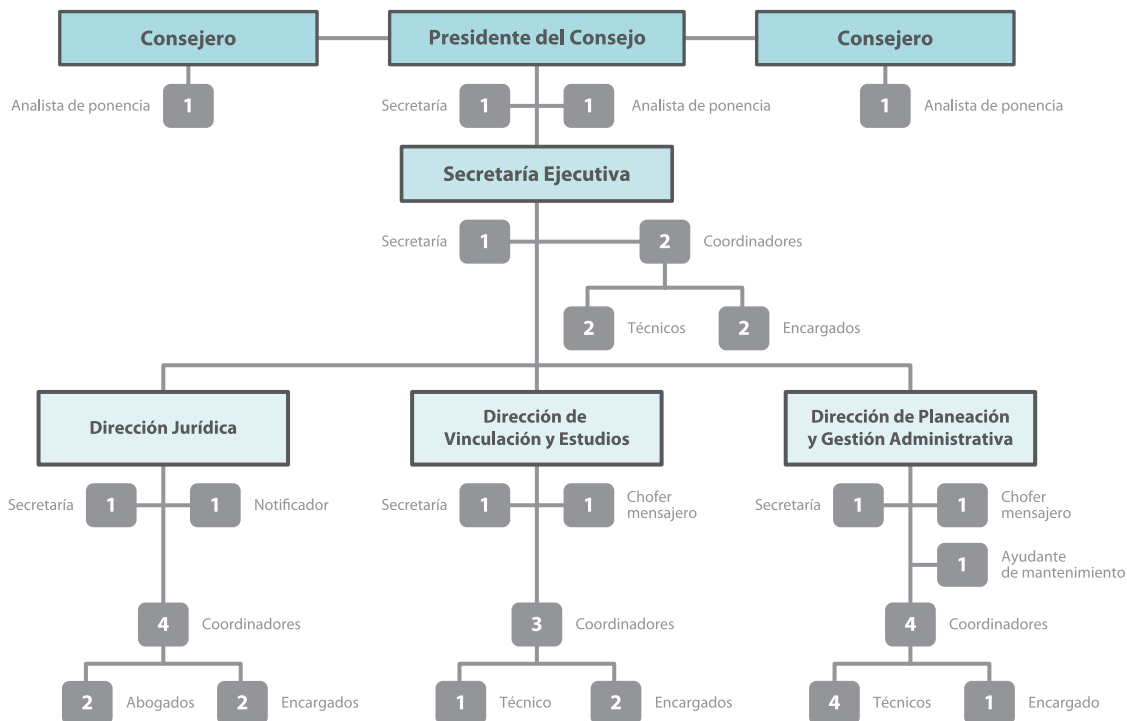 Consejero
Presidente del Consejo
Consejero
Analista de ponencia 1
Secretaría 1 1 Analista de ponencia
1 Analista de ponencia
Secretaría Ejecutiva
Secretaría 1 2 Coordinadores
2 Técnicos 2 Encargados
Dirección Jurídica
Dirección de
Vinculación y Estudios
Dirección de Planeación
y Gestión Administrativa
Secretaría 1 1 Notificador
Secretaría 1 1 Chofer
mensajero
Secretaría 1 1 Chofer
mensajero
1 Ayudante
de mantenimiento
4 Coordinadores
3 Coordinadores
4 Coordinadores
2 Abogados 2 Encargados
1 Técnico 2 Encargados
4 Técnicos 1 Encargado